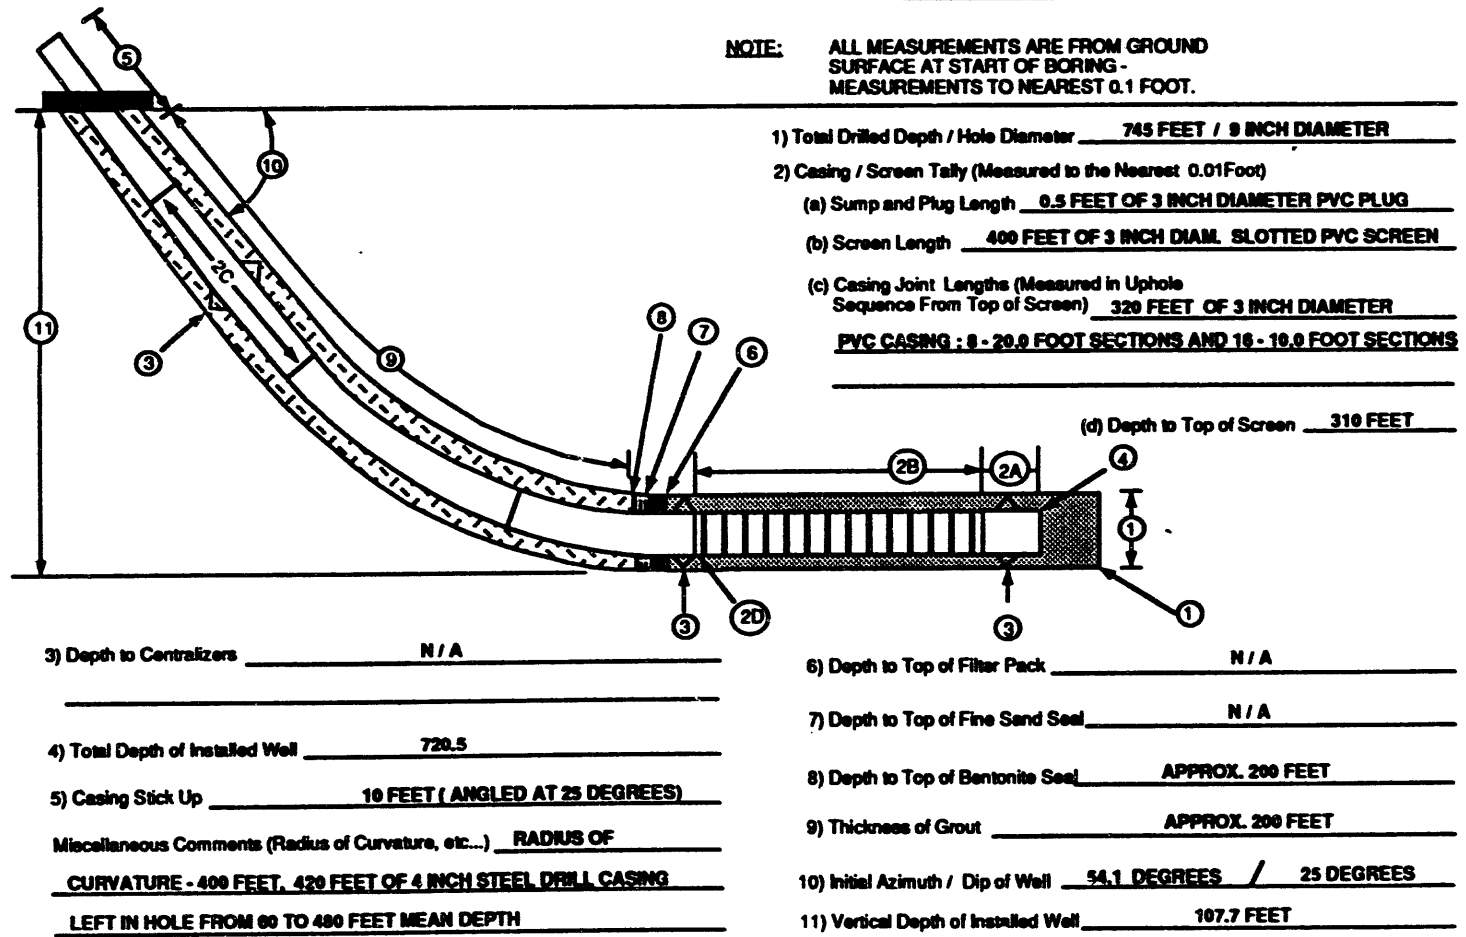 NOTE: ALL MEASUREMENTS ARE FROM GROUND
SURFACE AT START OF BORING -
MEASUREMENTS TO NEAREST 0.1 FOOT.
5
10
11
2C
3
9
8
7
6
1) Total Drilled Depth / Hole Diameter 745 FEET / 9 INCH DIAMETER
2) Casing / Screen Tally (Measured to the Nearest 0.01Foot)
(a) Sump and Plug Length 0.5 FEET OF 3 INCH DIAMETER PVC PLUG
(b) Screen Length 400 FEET OF 3 INCH DIAM. SLOTTED PVC SCREEN
(c) Casing Joint Lengths (Measured in Uphole
Sequence From Top of Screen) 320 FEET OF 3 INCH DIAMETER
PVC CASING : 8 - 20.0 FOOT SECTIONS AND 16 - 10.0 FOOT SECTIONS
(d) Depth to Top of Screen 310 FEET
2B
2A
4
1
3
2D
3
1
3) Depth to Centralizers N / A
4) Total Depth of Installed Well 720.5
5) Casing Stick Up 10 FEET ( ANGLED AT 25 DEGREES)
Miscellaneous Comments (Radius of Curvature, etc...) RADIUS OF
CURVATURE - 400 FEET, 420 FEET OF 4 INCH STEEL DRILL CASING
LEFT IN HOLE FROM 60 TO 480 FEET MEAN DEPTH
6) Depth to Top of Filter Pack N / A
7) Depth to Top of Fine Sand Seal N / A
8) Depth to Top of Bentonite Seal APPROX. 200 FEET
9) Thickness of Grout APPROX. 200 FEET
10) Initial Azimuth / Dip of Well 54.1 DEGREES / 25 DEGREES
11) Vertical Depth of Installed Well 107.7 FEET